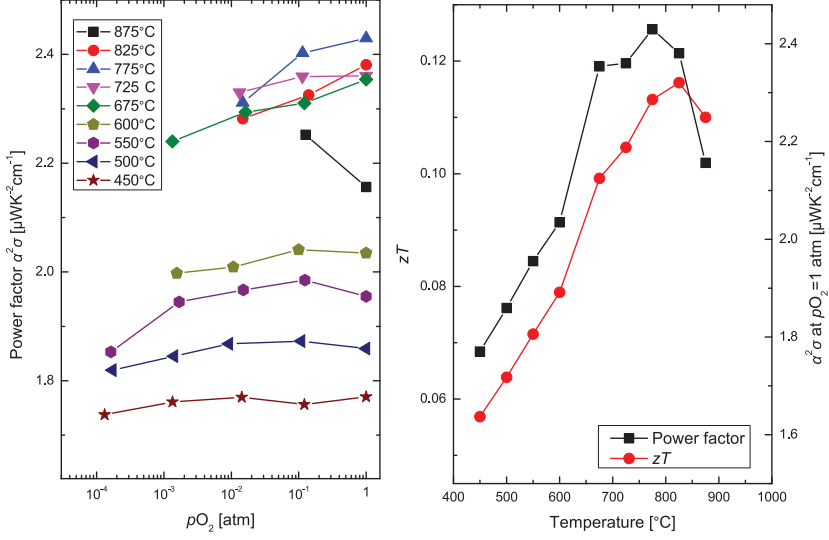 875°C
825°C
775°C
725 C
675°C
600°C
550°C
500°C
450°C
2.4
2.2
2.0
1.8
Power factor α²σ [µWK⁻²cm⁻¹]
10⁻⁴
10⁻³
10⁻²
10⁻¹
1
pO₂ [atm]
0.12
0.10
0.08
0.06
zT
2.4
2.2
2.0
1.8
1.6
α²σ at pO₂=1 atm [µWK⁻²cm⁻¹]
Power factor
zT
400
500
600
700
800
900
1000
Temperature [°C]